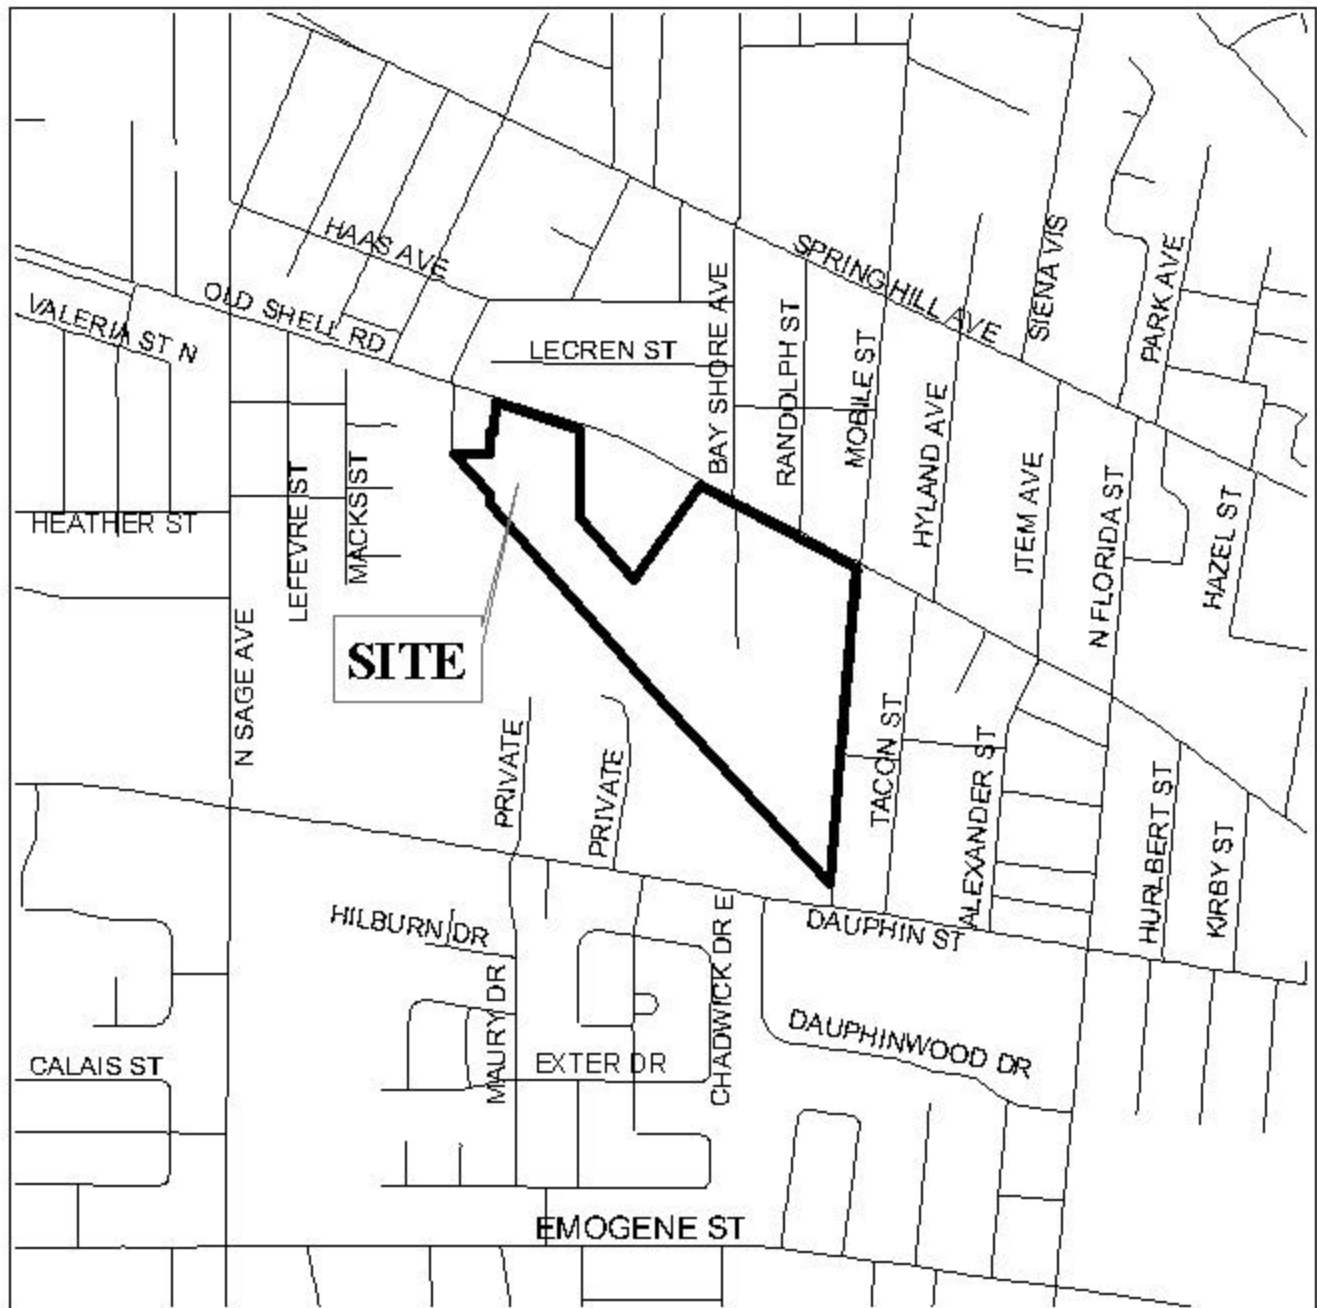 HAAS AVE
SPRING HILL AVE
SIENA VIS
PARK AVE
VALERIA ST N
OLD SHELL RD
LECREN ST
BAY SHORE AVE
RANDOLPH ST
MOBILE ST
HYLAND AVE
ITEM AVE
N FLORIDA ST
HAZEL ST
HEATHER ST
LEFEVRE ST
MACKS ST
N SAGE AVE
SITE
PRIVATE
PRIVATE
TACON ST
ALEXANDER ST
HURLBERT ST
KIRBY ST
HILBURN DR
DAUPHIN ST
MAURY DR
CHADWICK DR E
DAUPHINWOOD DR
CALAIS ST
EXTER DR
EMOGENE ST